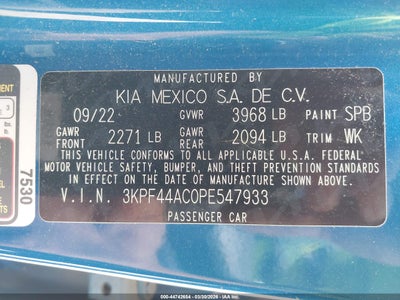 MANUFACTURED BY
KIA MEXICO S.A. DE C.V.
09/22 GVWR 3968 LB PAINT SPB
GAWR FRONT 2271 LB GAWR REAR 2094 LB TRIM WK
THIS VEHICLE CONFORMS TO ALL APPLICABLE U.S.A. FEDERAL
MOTOR VEHICLE SAFETY, BUMPER, AND THEFT PREVENTION STANDARDS
IN EFFECT ON THE DATE OF MANUFACTURE SHOWN ABOVE.
V.I.N. 3KPF44AC0PE547933
PASSENGER CAR
7530
000-44742684 - 03/30/2026 - IAA Inc.